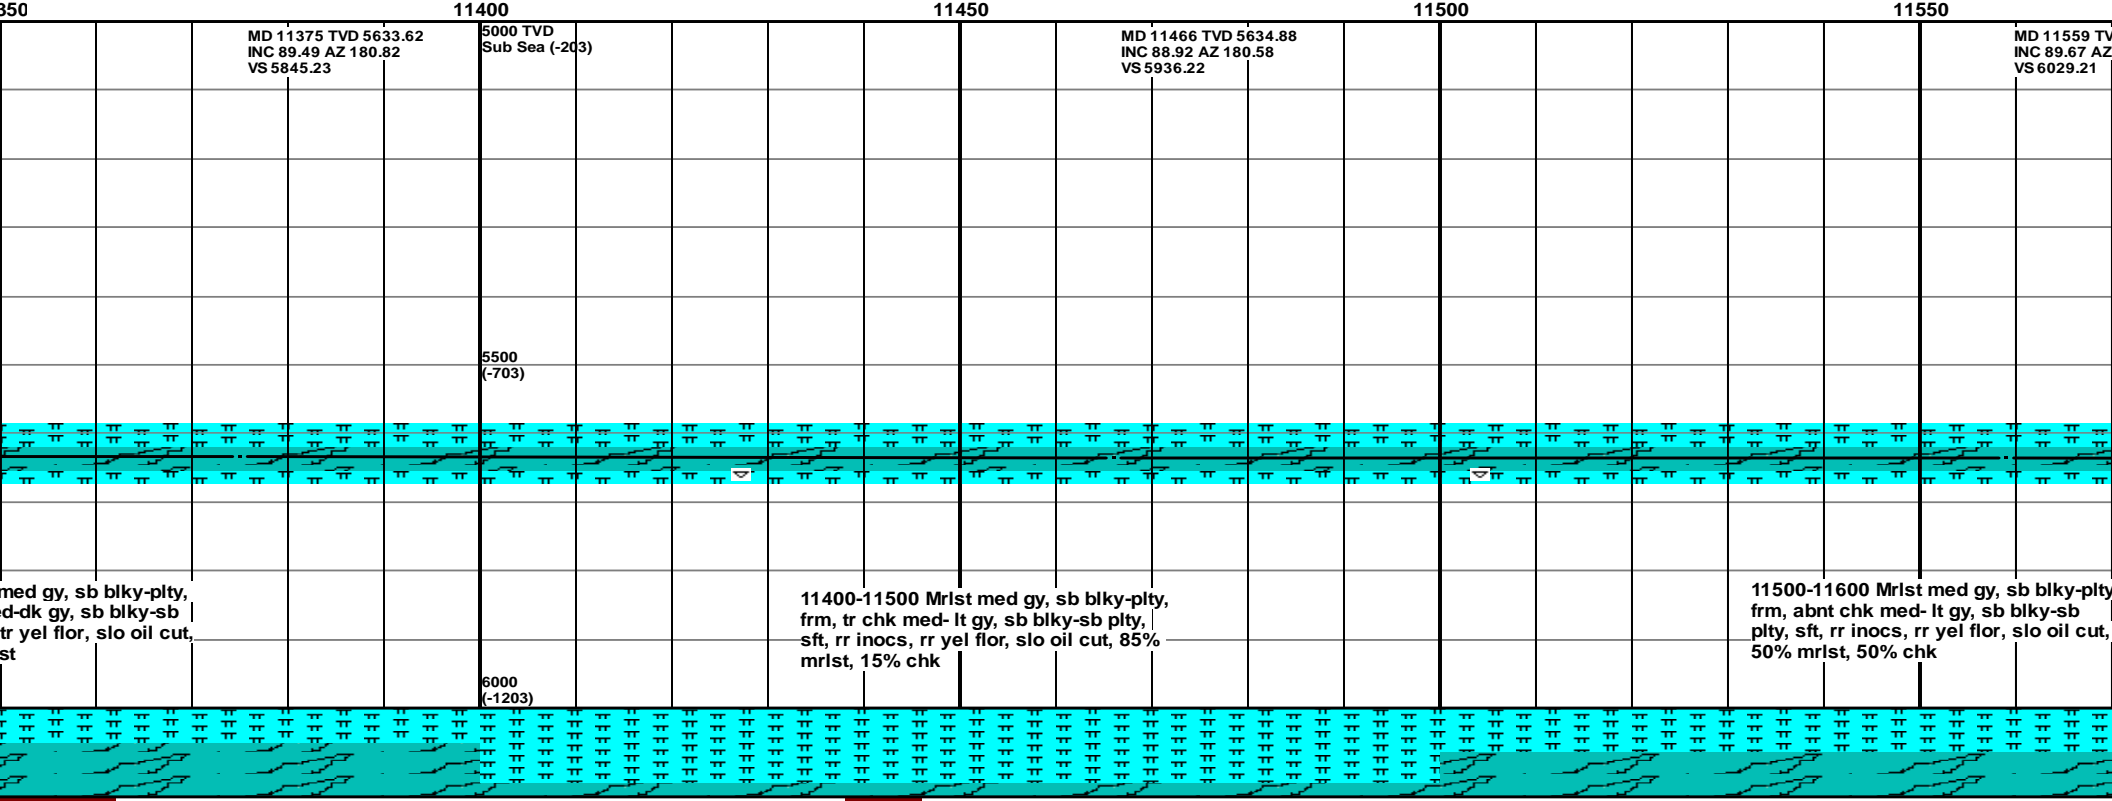 350 11400 11450 11500 11550
MD 11375 TVD 5633.62
INC 89.49 AZ 180.82
VS 5845.23
5000 TVD
Sub Sea (-203)
MD 11466 TVD 5634.88
INC 88.92 AZ 180.58
VS 5936.22
MD 11559 TV
INC 89.67 AZ
VS 6029.21
5500
(-703)
med gy, sb blky-plty,
ed-dk gy, sb blky-sb
tr yel flor, slo oil cut,
st
11400-11500 Mrlst med gy, sb blky-plty,
frm, tr chk med- lt gy, sb blky-sb plty,
sft, rr inocs, rr yel flor, slo oil cut, 85%
mrlst, 15% chk
11500-11600 Mrlst med gy, sb blky-plty
frm, abnt chk med- lt gy, sb blky-sb
plty, sft, rr inocs, rr yel flor, slo oil cut,
50% mrlst, 50% chk
6000
(-1203)